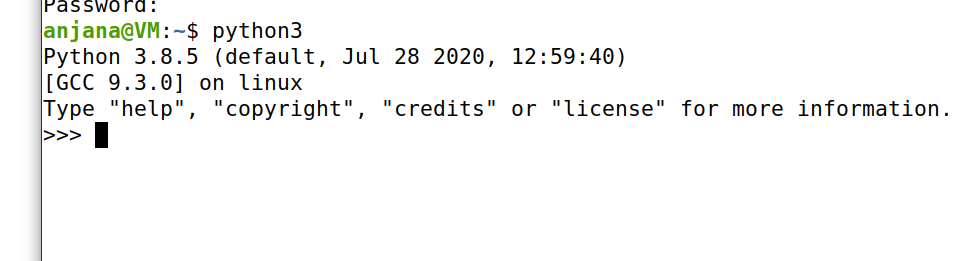 Password:
anjana@VM:~$ python3
Python 3.8.5 (default, Jul 28 2020, 12:59:40)
[GCC 9.3.0] on linux
Type "help", "copyright", "credits" or "license" for more information.
>>>